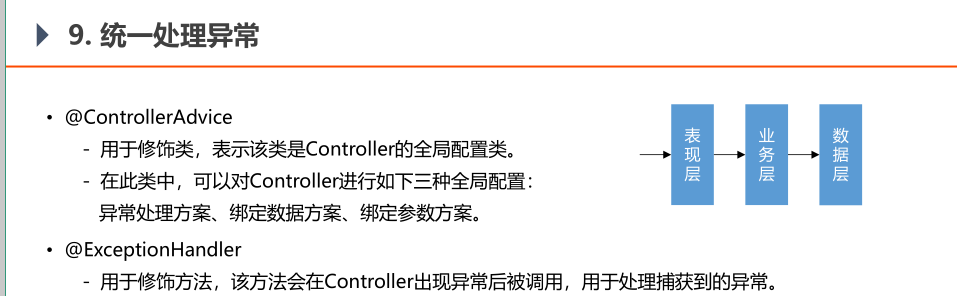 9. 统一处理异常
• @ControllerAdvice
- 用于修饰类，表示该类是Controller的全局配置类。
- 在此类中，可以对Controller进行如下三种全局配置：
异常处理方案、绑定数据方案、绑定参数方案。
• @ExceptionHandler
- 用于修饰方法，该方法会在Controller出现异常后被调用，用于处理捕获到的异常。
表现层
业务层
数据层